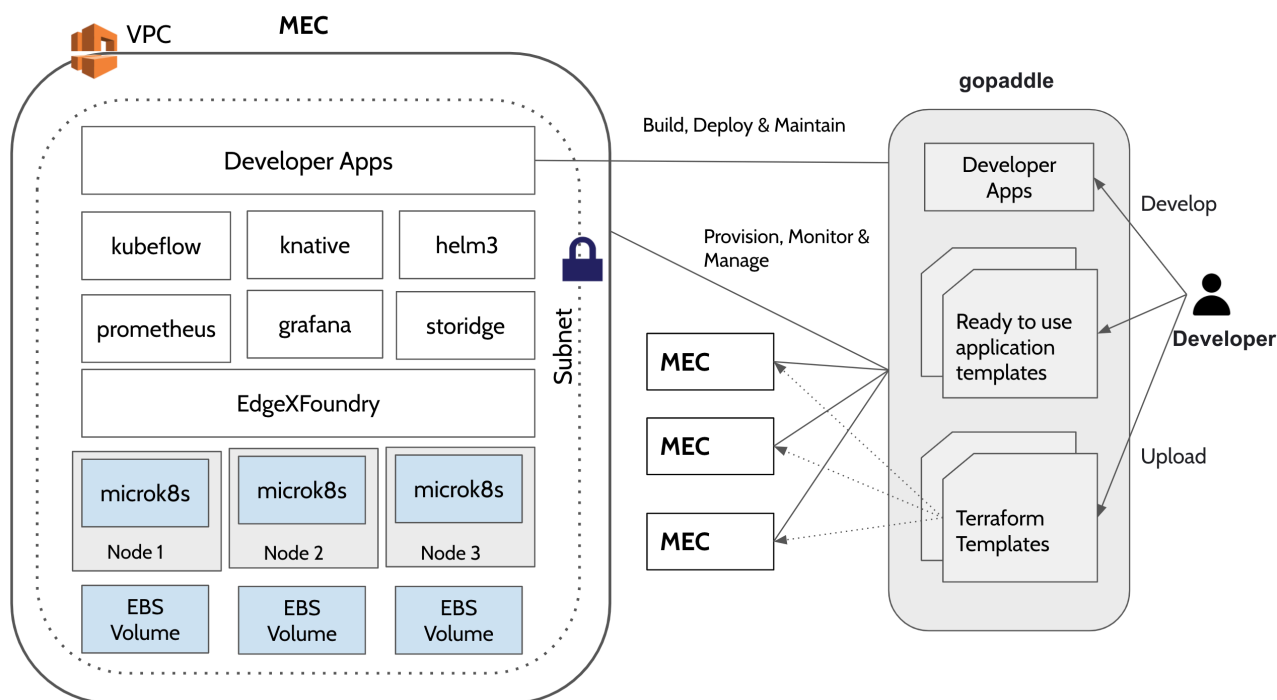 VPC
MEC
Developer Apps
kubeflow
knative
helm3
prometheus
grafana
storidge
Subnet
EdgeXFoundry
microk8s
microk8s
microk8s
Node 1
Node 2
Node 3
EBS
Volume
EBS
Volume
EBS
Volume
Build, Deploy & Maintain
Provision, Monitor &
Manage
MEC
MEC
MEC
gopaddle
Developer
Apps
Ready to use
application
templates
Terraform
Templates
Develop
Developer
Upload